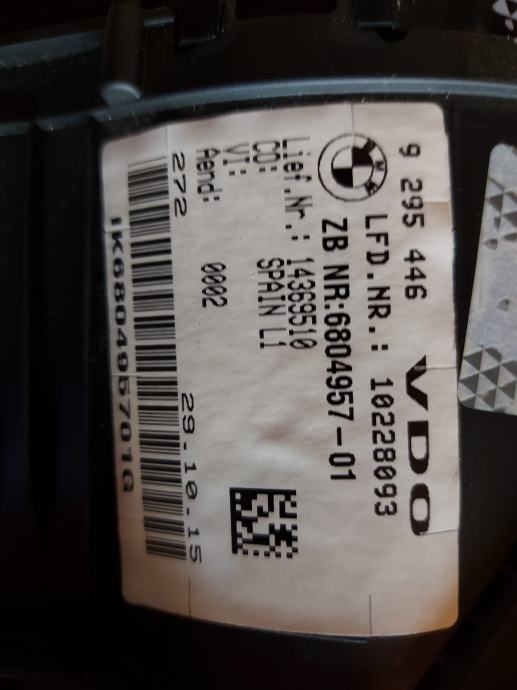 9 295 446 VDO
LFD.NR.: 10228093
ZB NR:6804957-01
Lief.Nr.: 14369510
CO: SPAIN L1
VI:
Aend: 0002
272 29.10.15
IK680495701G